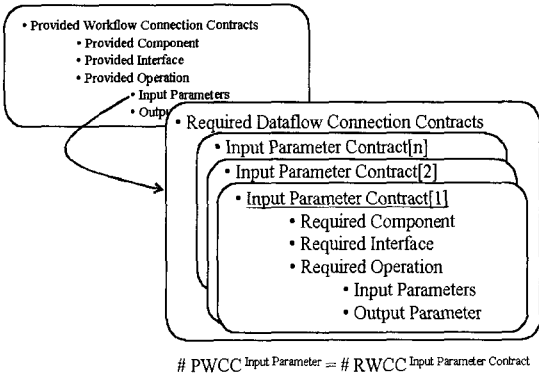 • Provided Workflow Connection Contracts
• Provided Component
• Provided Interface
• Provided Operation
• Input Parameters
• Outpu
• Required Dataflow Connection Contracts
• Input Parameter Contract[n]
• Input Parameter Contract[2]
• Input Parameter Contract[1]
• Required Component
• Required Interface
• Required Operation
• Input Parameters
• Output Parameter
# PWCC Input Parameter = # RWCC Input Parameter Contract